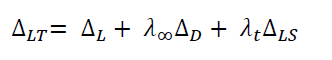 Δ_LT = Δ_L + λ_∞Δ_D + λ_tΔ_LS